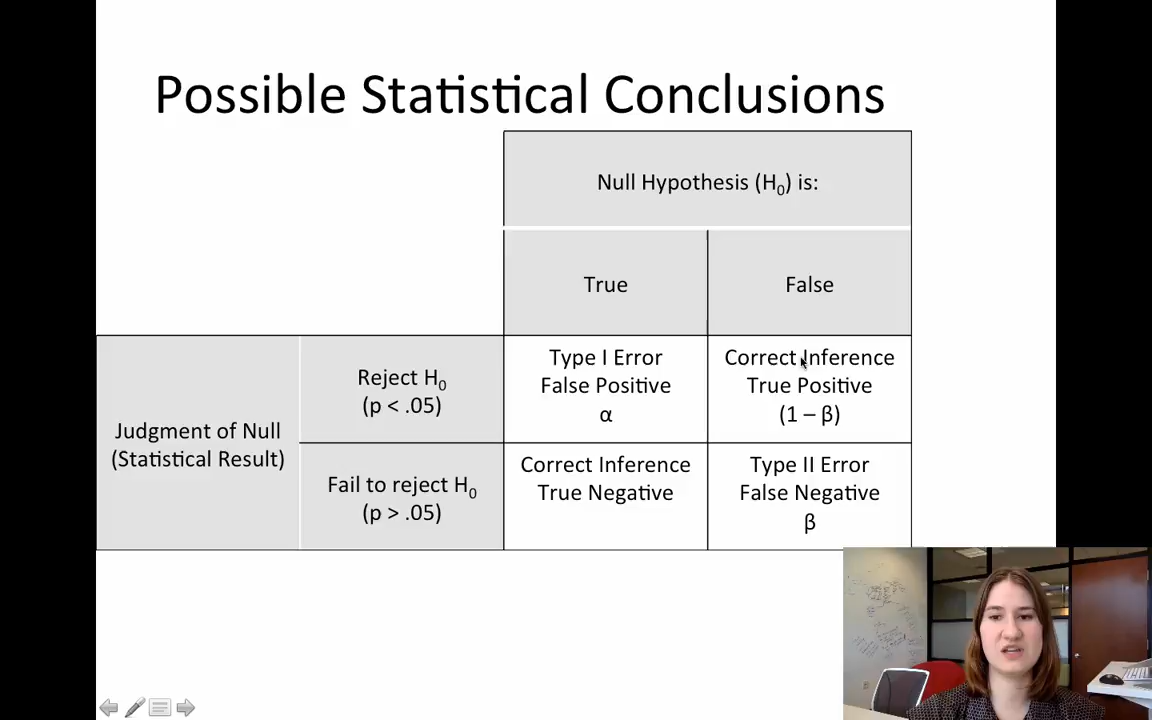 Possible Statistical Conclusions
Null Hypothesis (H₀) is:
True
False
Judgment of Null
(Statistical Result)
Reject H₀
(p < .05)
Type I Error
False Positive
α
Correct Inference
True Positive
(1 – β)
Fail to reject H₀
(p > .05)
Correct Inference
True Negative
Type II Error
False Negative
β